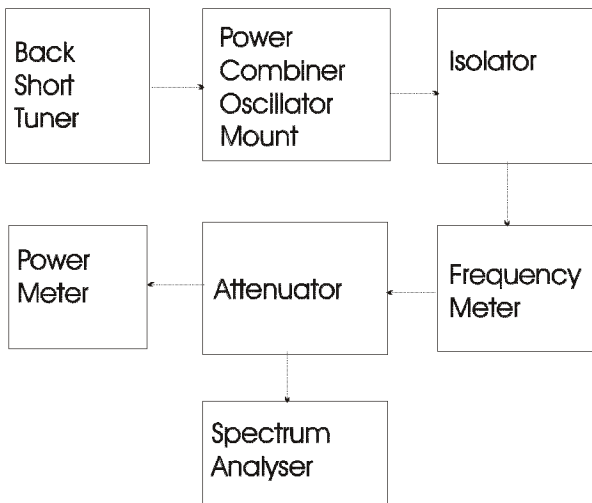 Back
Short
Tuner
Power
Combiner
Oscillator
Mount
Isolator
Power
Meter
Attenuator
Frequency
Meter
Spectrum
Analyser